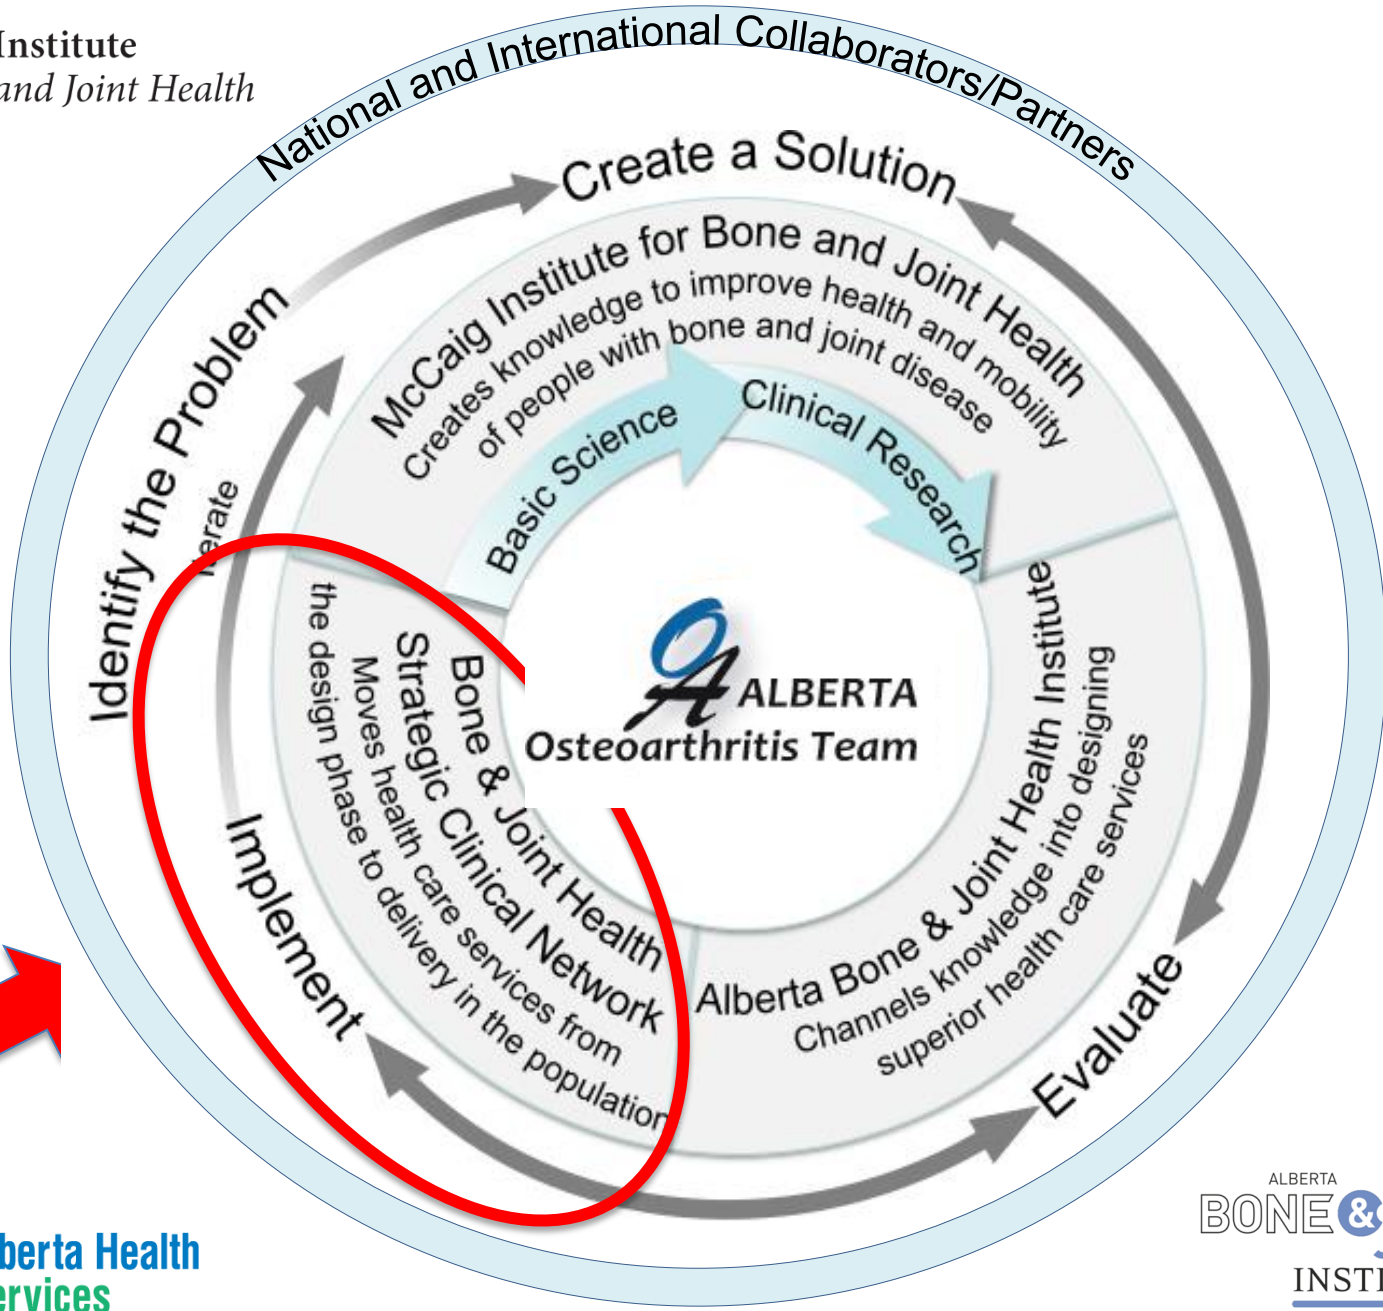 Institute
and Joint Health
National and International Collaborators/Partners
Create a Solution
Identify the Problem
McCaig Institute for Bone and Joint Health
Creates knowledge to improve health and mobility
of people with bone and joint disease
Basic Science
Clinical Research
ALBERTA
Osteoarthritis Team
Bone & Joint Health
Strategic Clinical Network
Moves health care services from
the design phase to delivery in the population
Alberta Bone & Joint Health Institute
Channels knowledge into designing
superior health care services
Implement
Evaluate
berta Health
ervices
ALBERTA
BONE &
INSTI